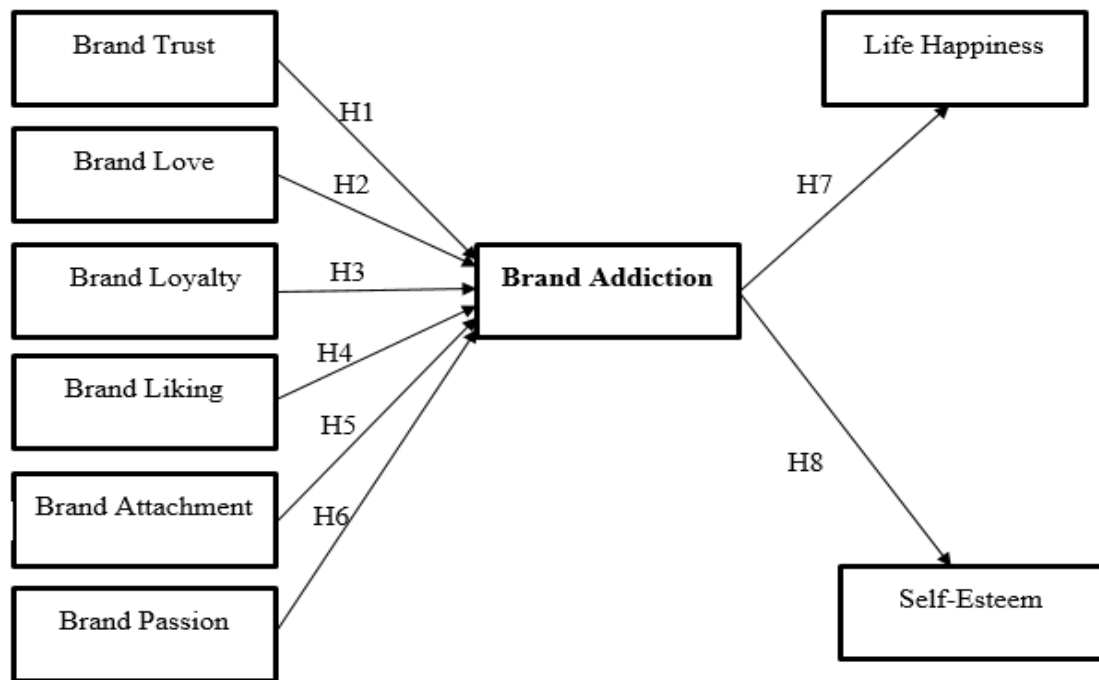 Brand Trust
Life Happiness
H1
Brand Love
H2
H7
Brand Loyalty
H3
Brand Addiction
Brand Liking
H4
H5
H8
Brand Attachment
H6
Brand Passion
Self-Esteem